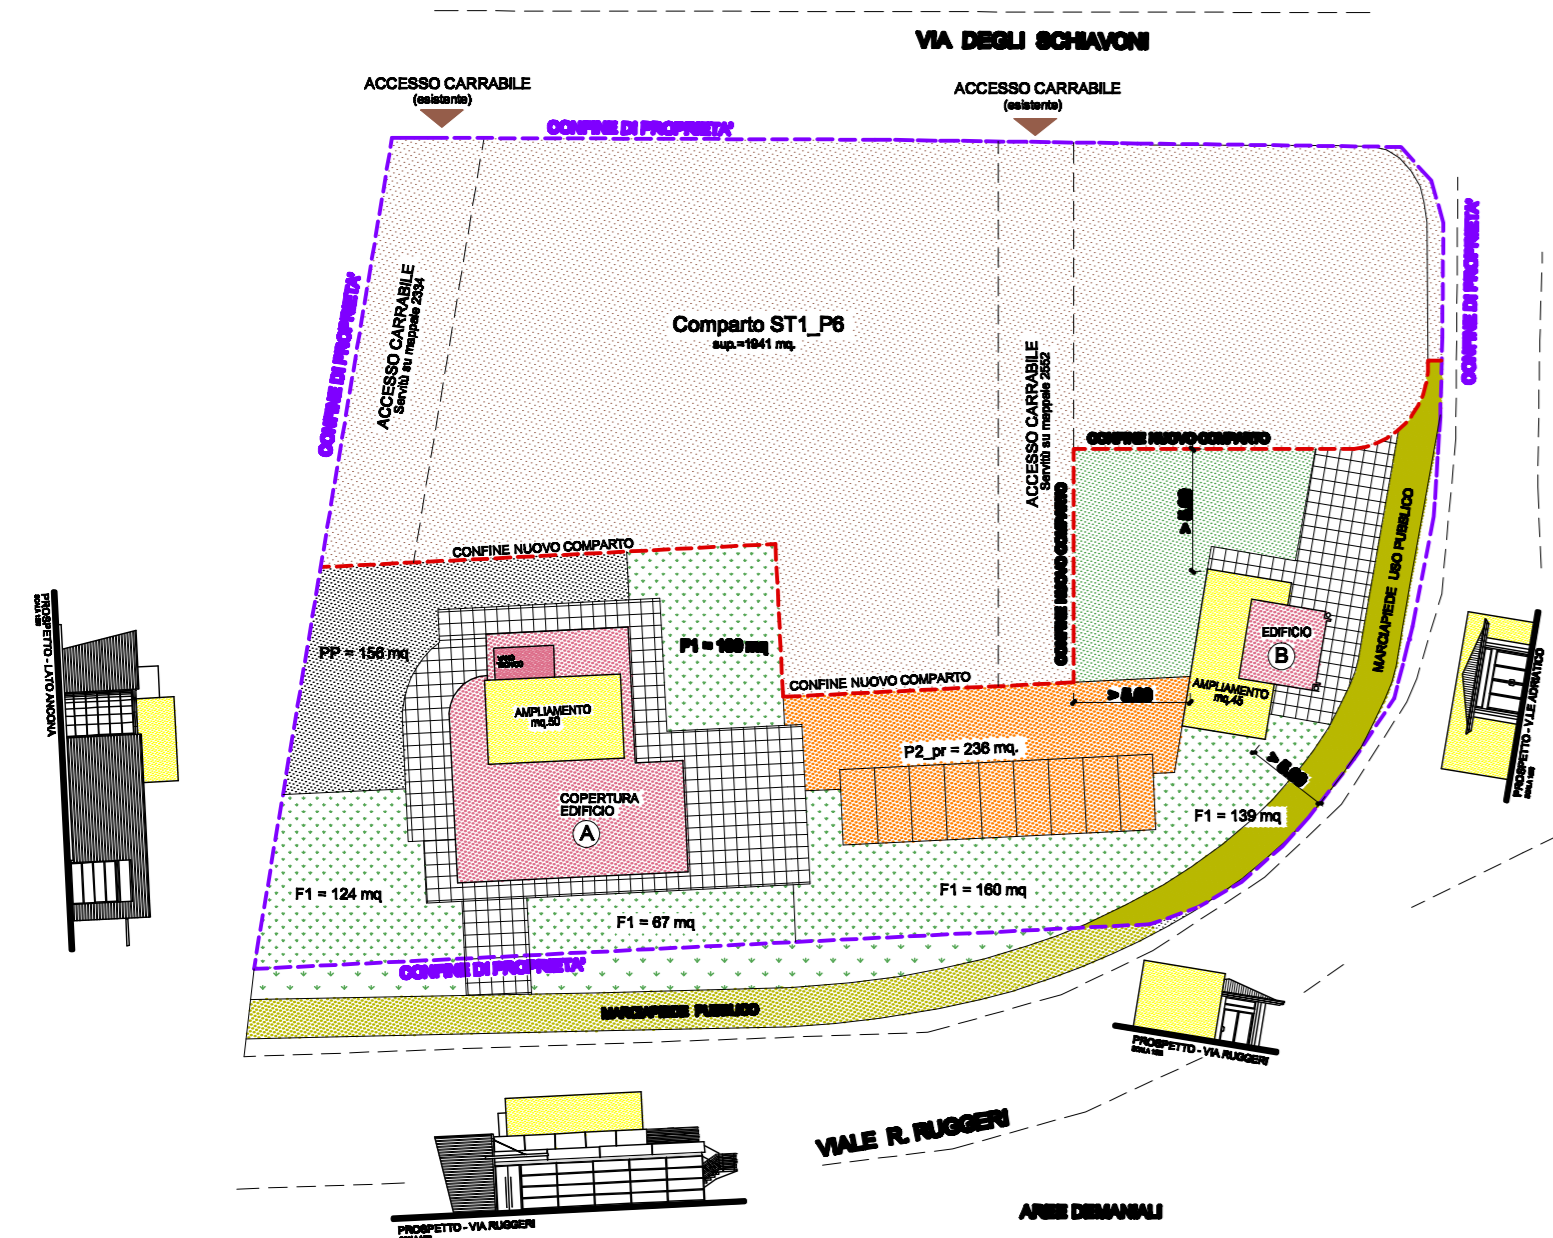 VIA DEGLI SCHIAVONI
ACCESSO CARRABILE
(esistente)
ACCESSO CARRABILE
(esistente)
CONFINE DI PROPRIETA'
CONFINE DI PROPRIETA'
CONFINE DI PROPRIETA'
ACCESSO CARRABILE
Servitù su mappale 2334
Comparto ST1_P6
sup.=1941 mq.
ACCESSO CARRABILE
Servitù su mappale 2552
CONFINE NUOVO COMPARTO
CONFINE NUOVO COMPARTO
CONFINE NUOVO COMPARTO
CONFINE NUOVO COMPARTO
MARCIAPIEDE USO PUBBLICO
PP = 156 mq
EDIFICIO
B
AMPLIAMENTO
mq.45
AMPLIAMENTO
mq.50
P2_pr = 236 mq.
COPERTURA
EDIFICIO
A
F1 = 139 mq
F1 = 124 mq
F1 = 160 mq
F1 = 67 mq
CONFINE DI PROPRIETA'
MARCIAPIEDE PUBBLICO
PROSPETTO - LATO ANCONA
PROSPETTO - V.LE ADRIATICO
PROSPETTO - VIA RUGGERI
VIALE R. RUGGERI
PROSPETTO - VIA RUGGERI
AREE DEMANIALI